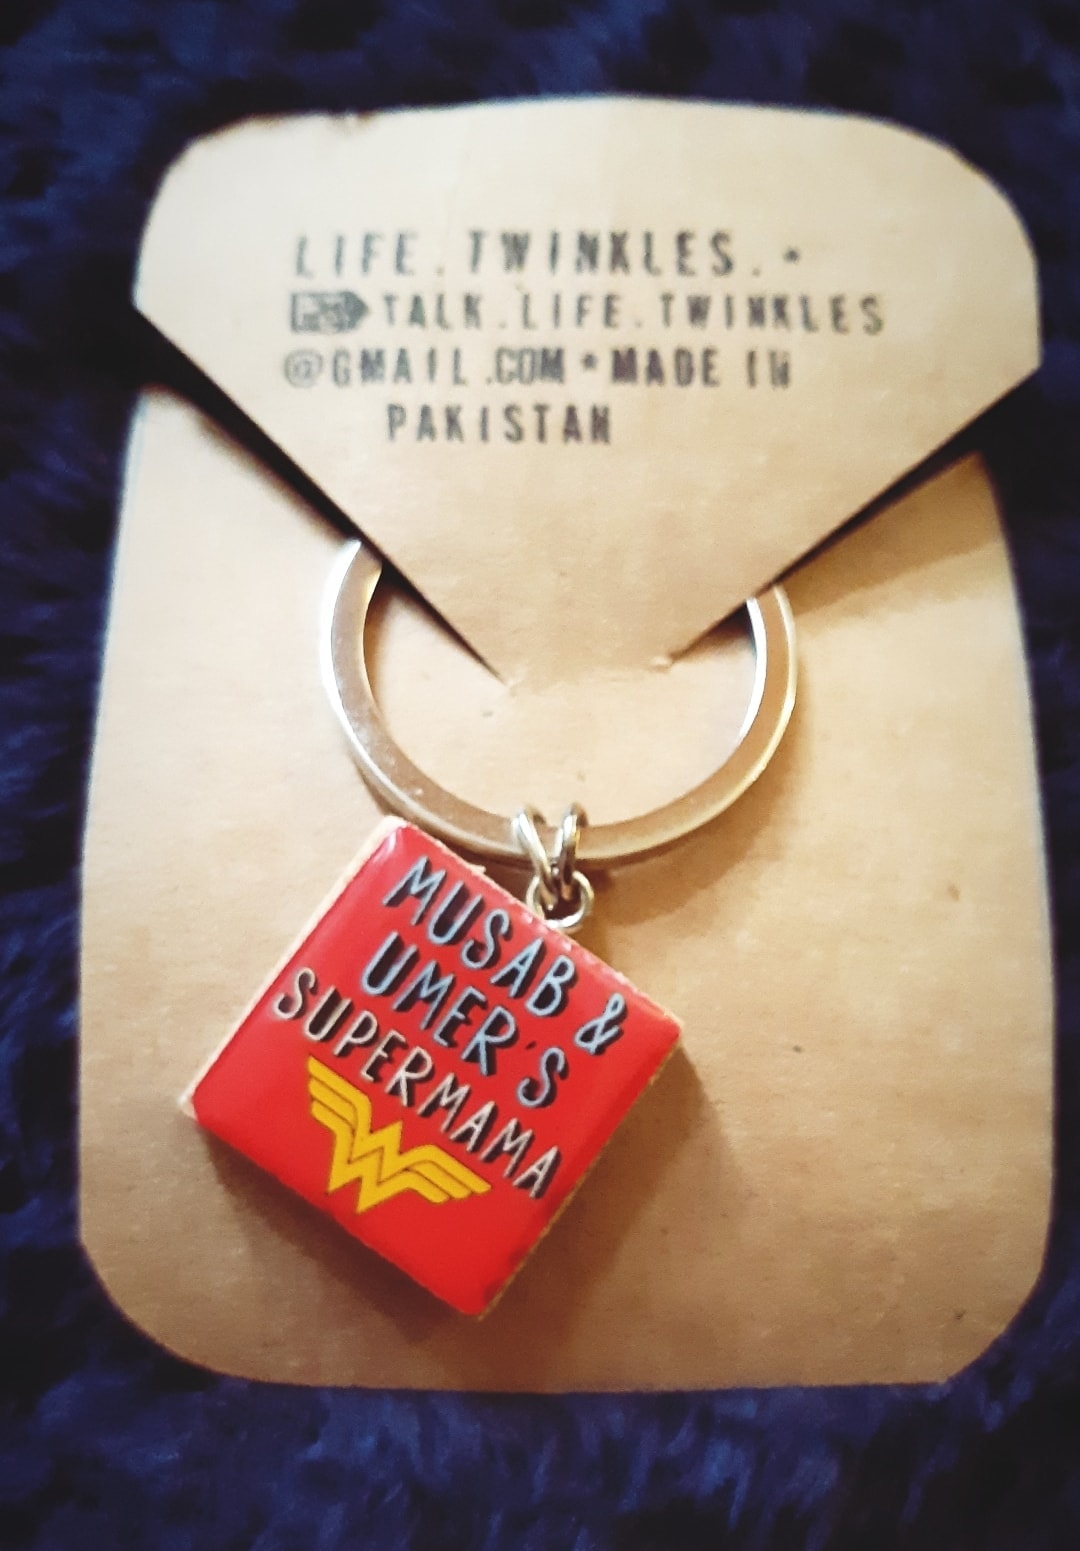 LIFE.TWINKLES.•
TALK.LIFE.TWINKLES
@GMAIL.COM•MADE IN
PAKISTAN
MUSAB &
UMER'S
SUPERMAMA
W